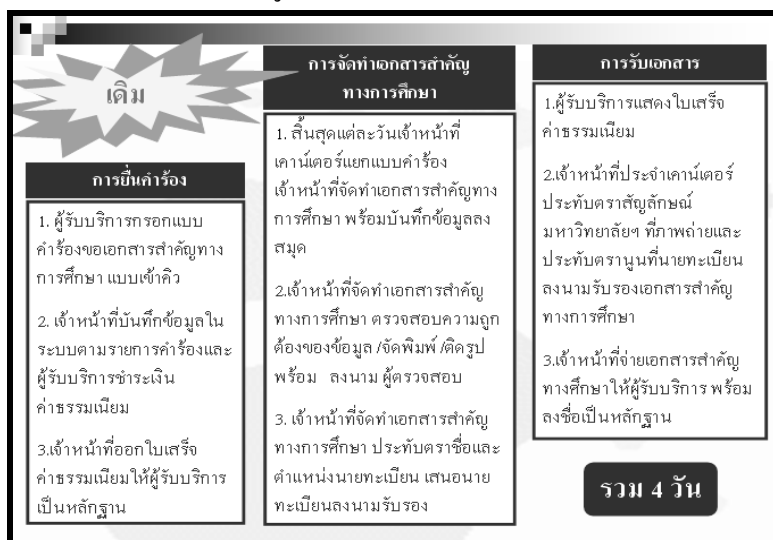 เดิม
การยื่นคำร้อง
1. ผู้รับบริการกรอกแบบ
คำร้องขอเอกสารสำคัญทาง
การศึกษา แบบเข้าคิว
2. เจ้าหน้าที่บันทึกข้อมูลใน
ระบบตามรายการคำร้องและ
ผู้รับบริการชำระเงิน
ค่าธรรมเนียม
3.เจ้าหน้าที่ออกใบเสร็จ
ค่าธรรมเนียมให้ผู้รับบริการ
เป็นหลักฐาน
การจัดทำเอกสารสำคัญ
ทางการศึกษา
1. สิ้นสุดแต่ละวันเจ้าหน้าที่
เคาน์เตอร์แยกแบบคำร้อง
เจ้าหน้าที่จัดทำเอกสารสำคัญทาง
การศึกษา พร้อมบันทึกข้อมูลลง
สมุด
2.เจ้าหน้าที่จัดทำเอกสารสำคัญ
ทางการศึกษา ตรวจสอบความถูก
ต้องของข้อมูล /จัดพิมพ์ /ติดรูป
พร้อม ลงนาม ผู้ตรวจสอบ
3. เจ้าหน้าที่จัดทำเอกสารสำคัญ
ทางการศึกษา ประทับตราชื่อและ
ตำแหน่งนายทะเบียน เสนอนาย
ทะเบียนลงนามรับรอง
การรับเอกสาร
1.ผู้รับบริการแสดงใบเสร็จ
ค่าธรรมเนียม
2.เจ้าหน้าที่ประจำเคาน์เตอร์
ประทับตราสัญลักษณ์
มหาวิทยาลัยฯ ที่ภาพถ่ายและ
ประทับตรานูนที่นายทะเบียน
ลงนามรับรองเอกสารสำคัญ
ทางการศึกษา
3.เจ้าหน้าที่จ่ายเอกสารสำคัญ
ทางศึกษาให้ผู้รับบริการ พร้อม
ลงชื่อเป็นหลักฐาน
รวม 4 วัน